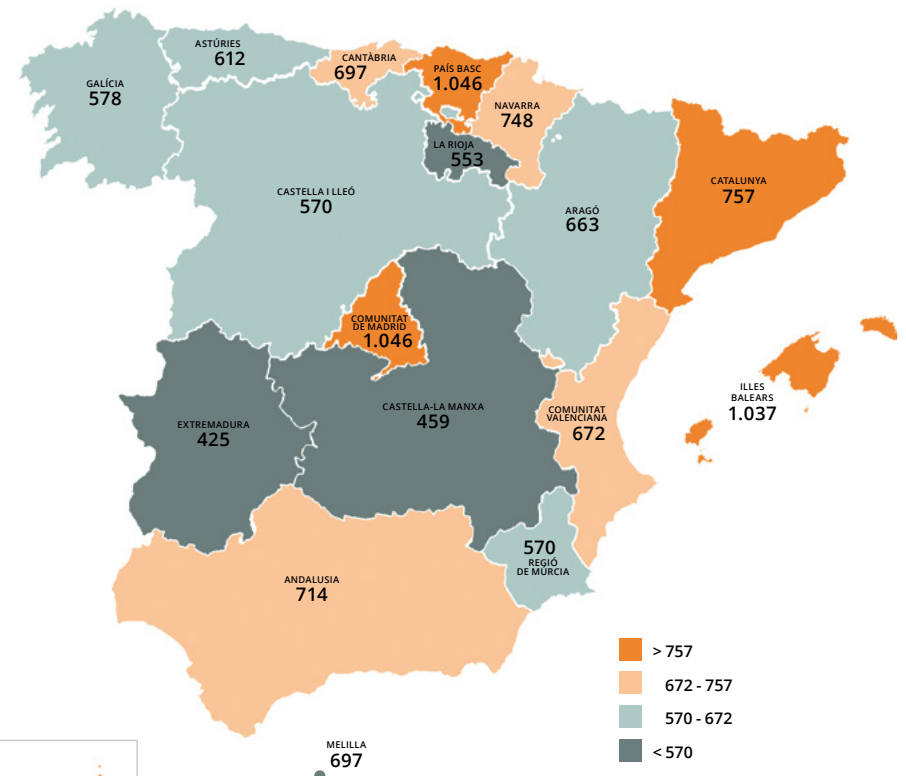 ASTÚRIES
612
CANTÀBRIA
697
PAÍS BASC
1.046
GALÍCIA
578
NAVARRA
748
LA RIOJA
553
CATALUNYA
757
CASTELLA I LLEÓ
570
ARAGÓ
663
COMUNITAT
DE MADRID
1.046
ILLES
BALEARS
1.037
CASTELLA-LA MANXA
459
COMUNITAT
VALENCIANA
672
EXTREMADURA
425
570
REGIÓ
DE MÚRCIA
ANDALUSIA
714
> 757
672 - 757
570 - 672
< 570
MELILLA
697